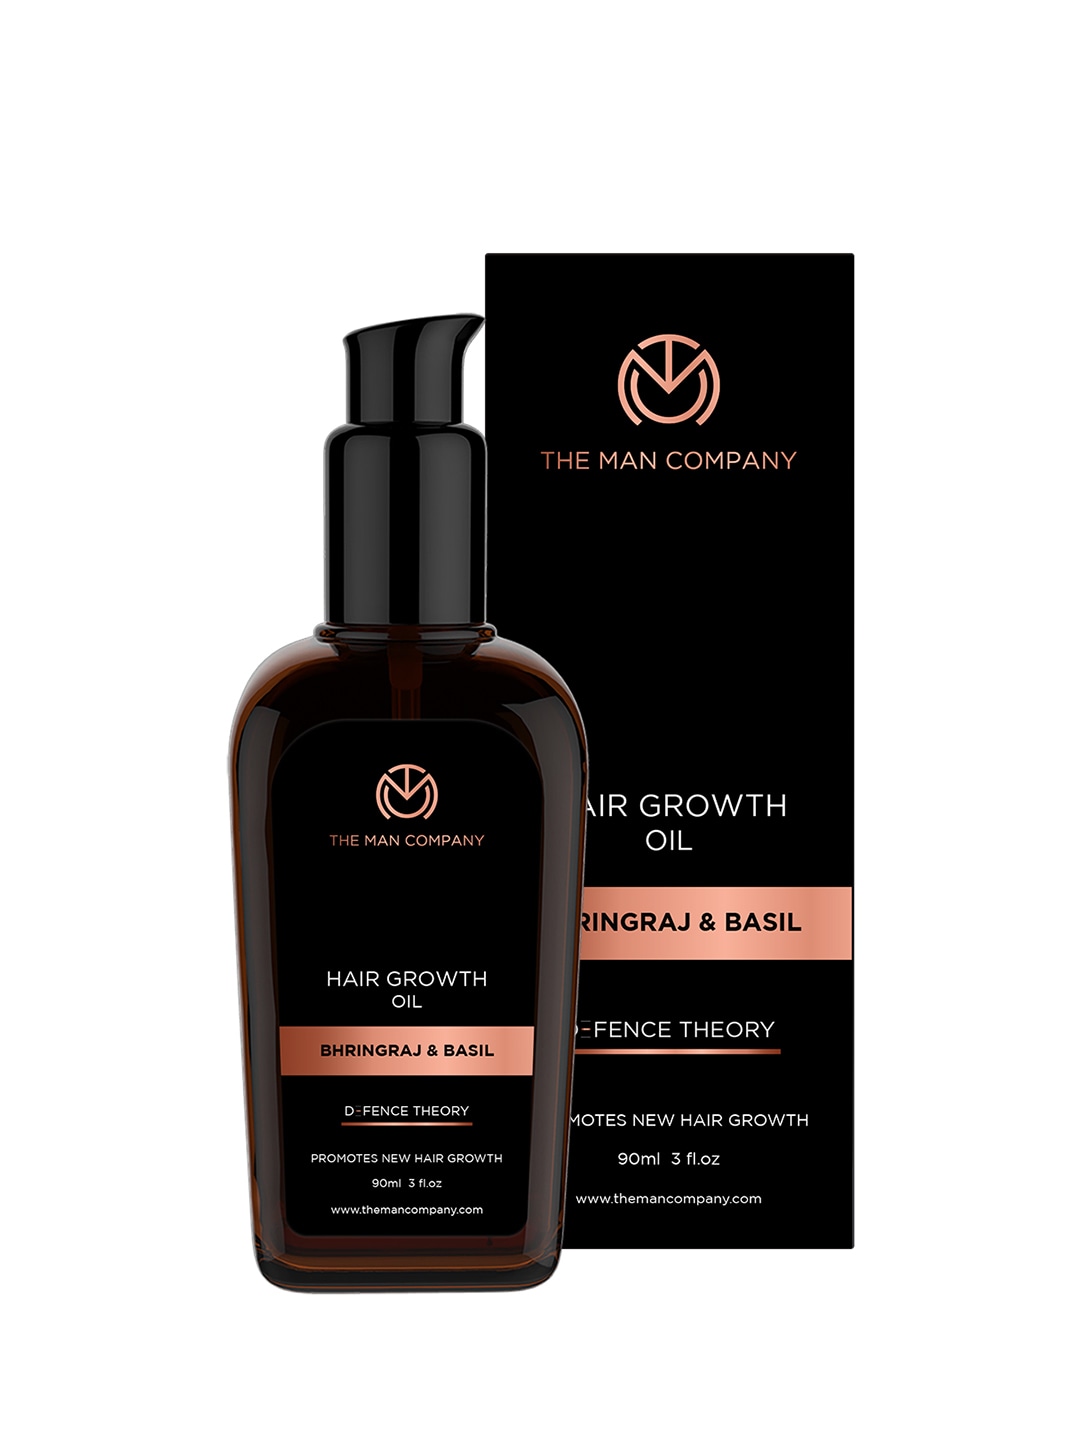 THE MAN COMPANY
HAIR GROWTH
OIL
BHRINGRAJ & BASIL
DEFENCE THEORY
PROMOTES NEW HAIR GROWTH
90ml 3 fl.oz
www.themancompany.com
THE MAN COMPANY
AIR GROWTH
OIL
RINGRAJ & BASIL
EFENCE THEORY
MOTES NEW HAIR GROWTH
90ml 3 fl.oz
www.themancompany.com